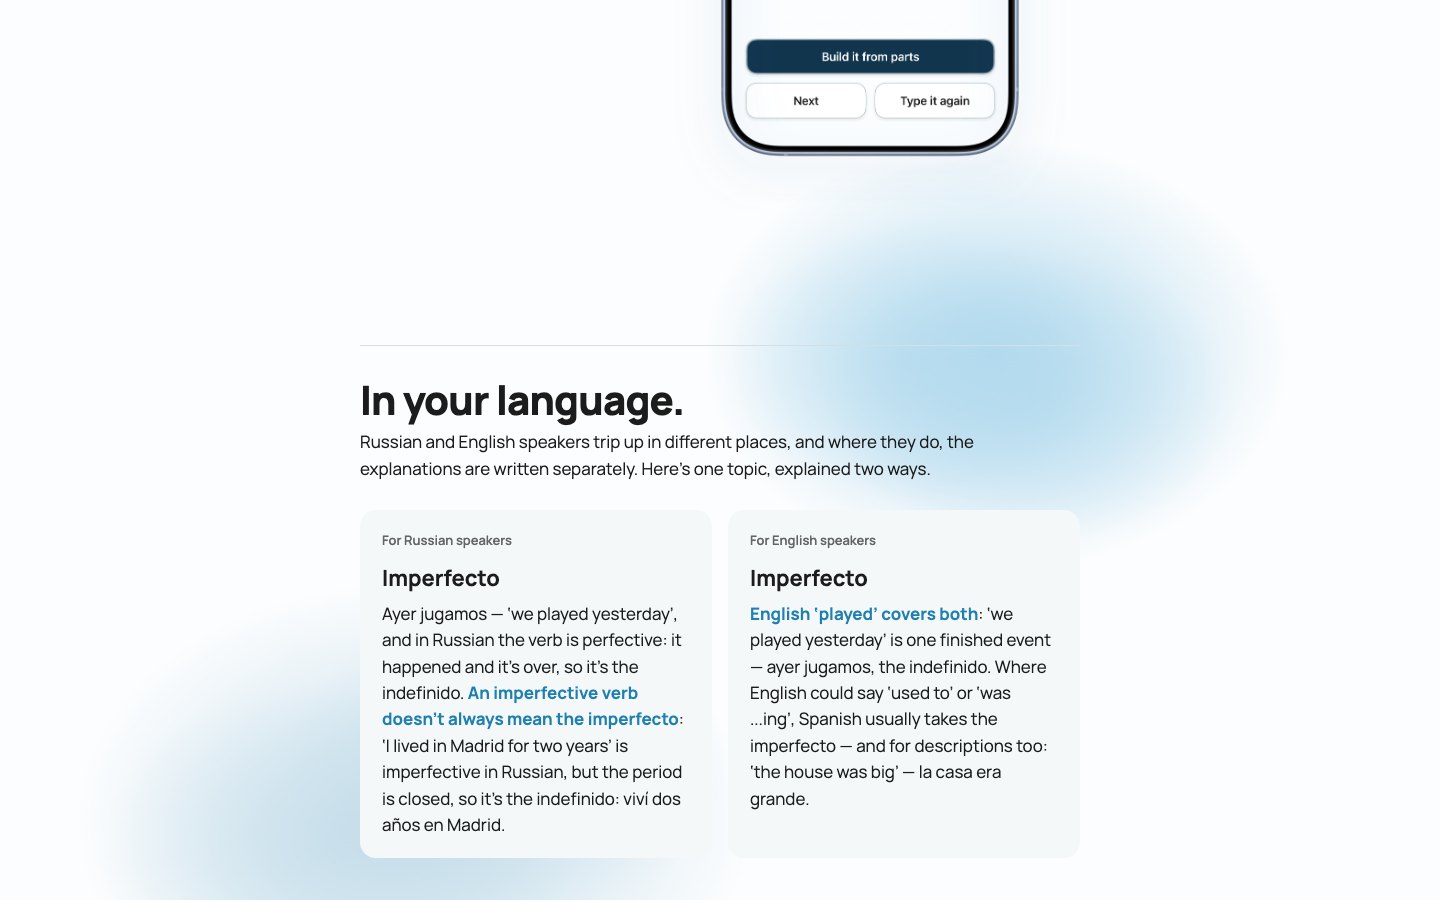 Build it from parts
Next
Type it again
In your language.
Russian and English speakers trip up in different places, and where they do, the
explanations are written separately. Here’s one topic, explained two ways.
For Russian speakers
Imperfecto
Ayer jugamos — ‘we played yesterday’,
and in Russian the verb is perfective: it
happened and it’s over, so it’s the
indefinido. An imperfective verb
doesn’t always mean the imperfecto:
‘I lived in Madrid for two years’ is
imperfective in Russian, but the period
is closed, so it’s the indefinido: viví dos
años en Madrid.
For English speakers
Imperfecto
English ‘played’ covers both: ‘we
played yesterday’ is one finished event
— ayer jugamos, the indefinido. Where
English could say ‘used to’ or ‘was
...ing’, Spanish usually takes the
imperfecto — and for descriptions too:
‘the house was big’ — la casa era
grande.